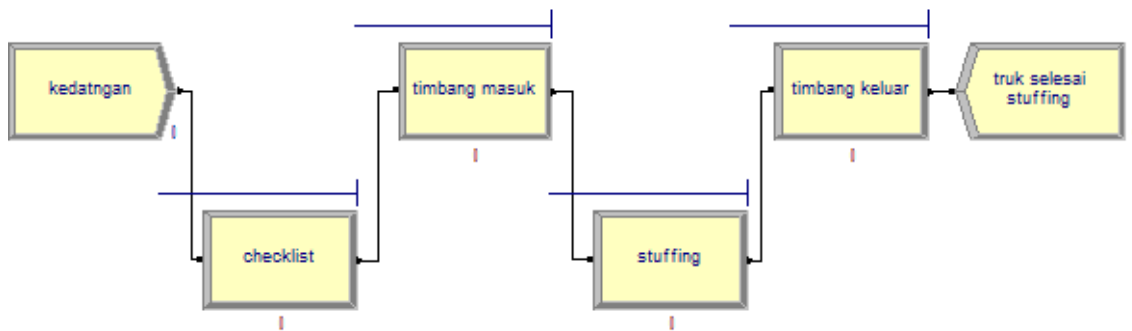 kedatngan
checklist
timbang masuk
stuffing
timbang keluar
truk selesai
stuffing